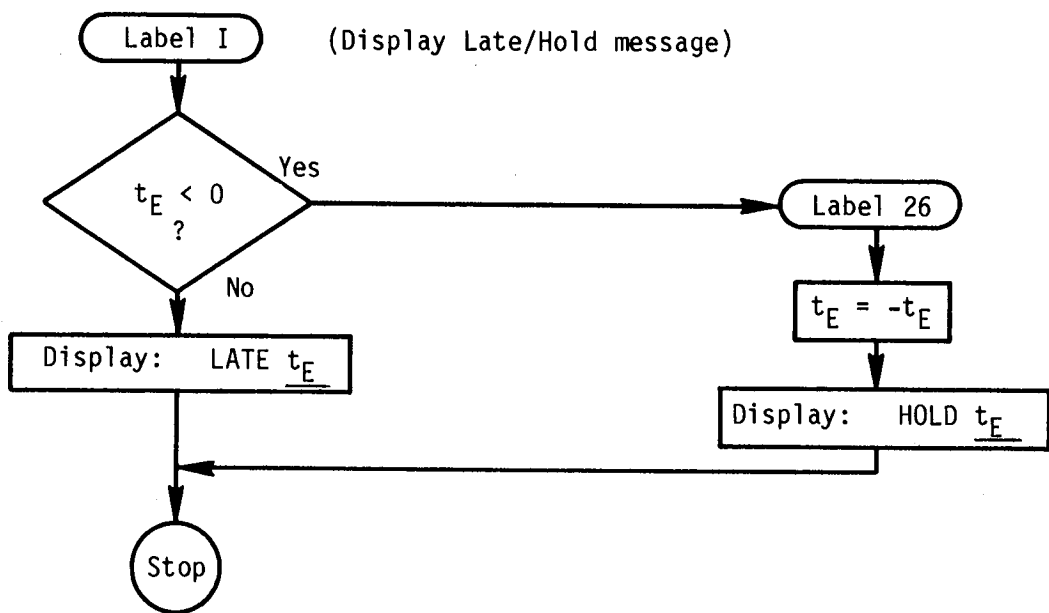 Label I (Display Late/Hold message)
Yes
t_E < 0
?
Label 26
No
t_E = -t_E
Display: LATE t_E
Display: HOLD t_E
Stop